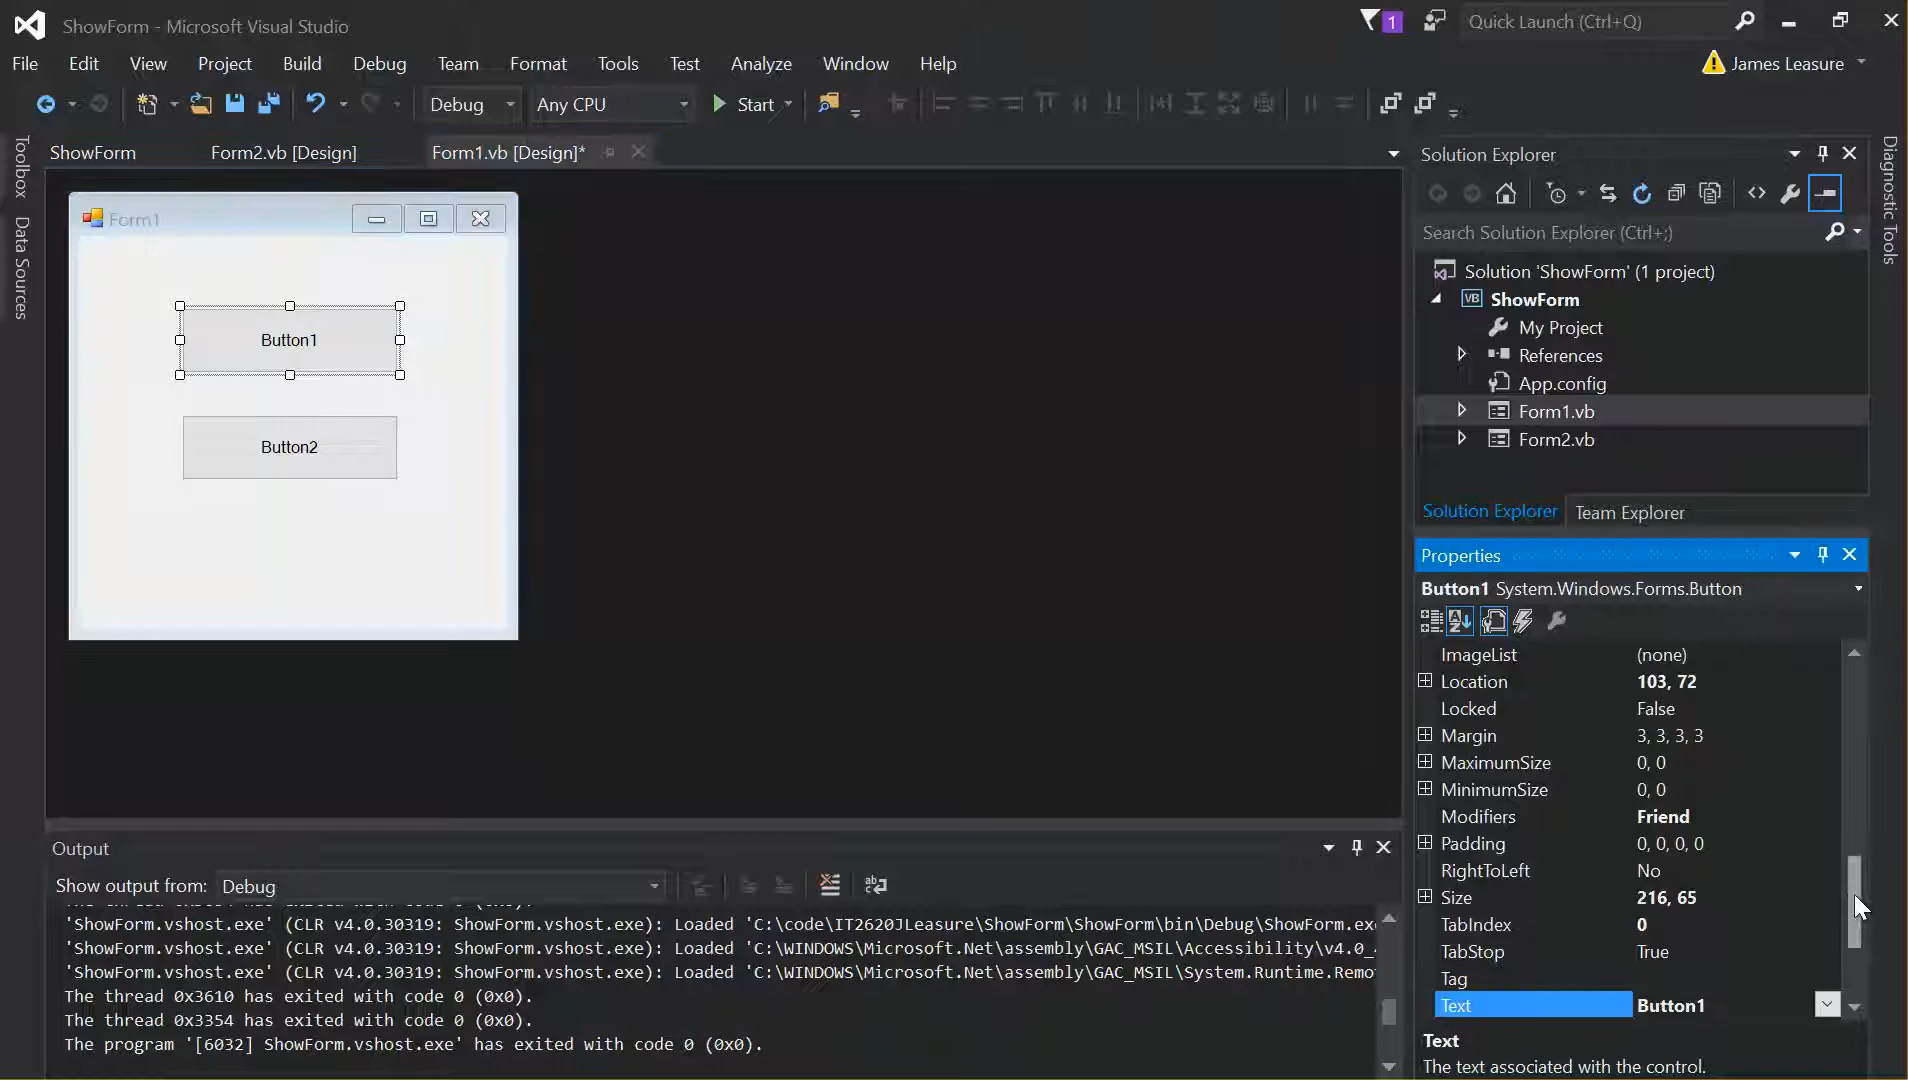 ShowForm - Microsoft Visual Studio
1
Quick Launch (Ctrl+Q)
File Edit View Project Build Debug Team Format Tools Test Analyze Window Help
James Leasure
Debug Any CPU Start
Toolbox
Data Sources
ShowForm Form2.vb [Design] Form1.vb [Design]*
Form1
Button1
Button2
Solution Explorer
Search Solution Explorer (Ctrl+;)
Solution 'ShowForm' (1 project)
VB ShowForm
My Project
References
App.config
Form1.vb
Form2.vb
Solution Explorer Team Explorer
Diagnostic Tools
Properties
Button1 System.Windows.Forms.Button
ImageList (none)
Location 103, 72
Locked False
Margin 3, 3, 3, 3
MaximumSize 0, 0
MinimumSize 0, 0
Modifiers Friend
Padding 0, 0, 0, 0
RightToLeft No
Size 216, 65
TabIndex 0
TabStop True
Tag
Text Button1
Text
The text associated with the control.
Output
Show output from: Debug
'ShowForm.vshost.exe' (CLR v4.0.30319: ShowForm.vshost.exe): Loaded 'C:\code\IT2620JLeasure\ShowForm\ShowForm\bin\Debug\ShowForm.exe
'ShowForm.vshost.exe' (CLR v4.0.30319: ShowForm.vshost.exe): Loaded 'C:\WINDOWS\Microsoft.Net\assembly\GAC_MSIL\Accessibility\v4.0_
'ShowForm.vshost.exe' (CLR v4.0.30319: ShowForm.vshost.exe): Loaded 'C:\WINDOWS\Microsoft.Net\assembly\GAC_MSIL\System.Runtime.Remo
The thread 0x3610 has exited with code 0 (0x0).
The thread 0x3354 has exited with code 0 (0x0).
The program '[6032] ShowForm.vshost.exe' has exited with code 0 (0x0).